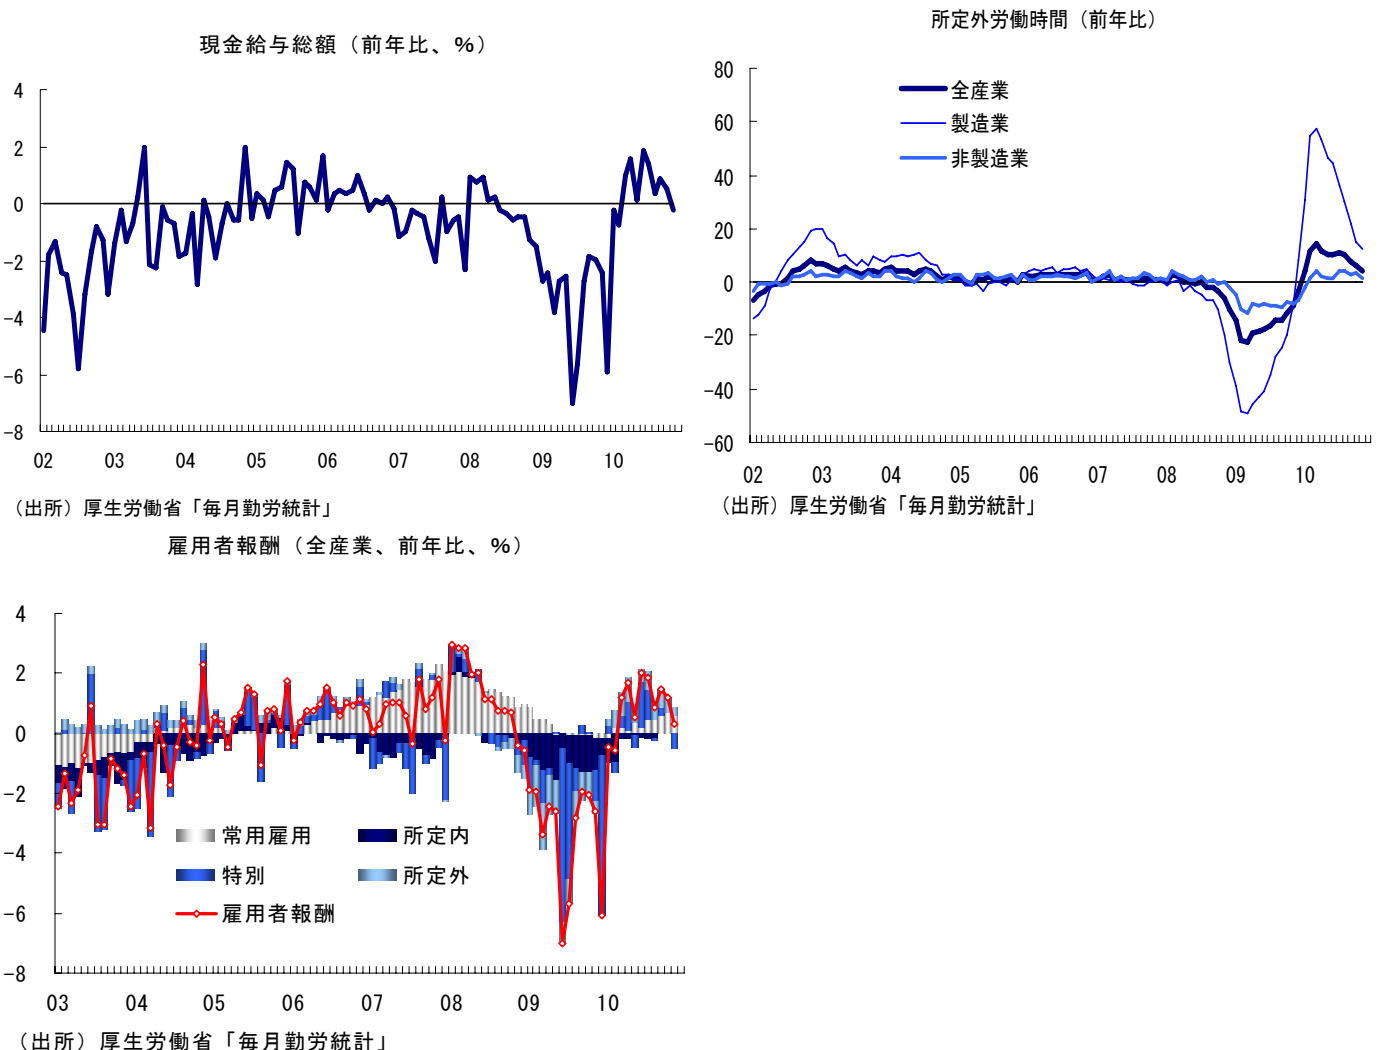 現金給与総額（前年比、％）
4
2
0
−2
−4
−6
−8
02 03 04 05 06 07 08 09 10
（出所）厚生労働省「毎月勤労統計」
所定外労働時間（前年比）
80
60
40
20
0
−20
−40
−60
全産業
製造業
非製造業
02 03 04 05 06 07 08 09 10
（出所）厚生労働省「毎月勤労統計」
雇用者報酬（全産業、前年比、％）
4
2
0
−2
−4
−6
−8
常用雇用 所定内
特別 所定外
雇用者報酬
03 04 05 06 07 08 09 10
（出所）厚生労働省「毎月勤労統計」